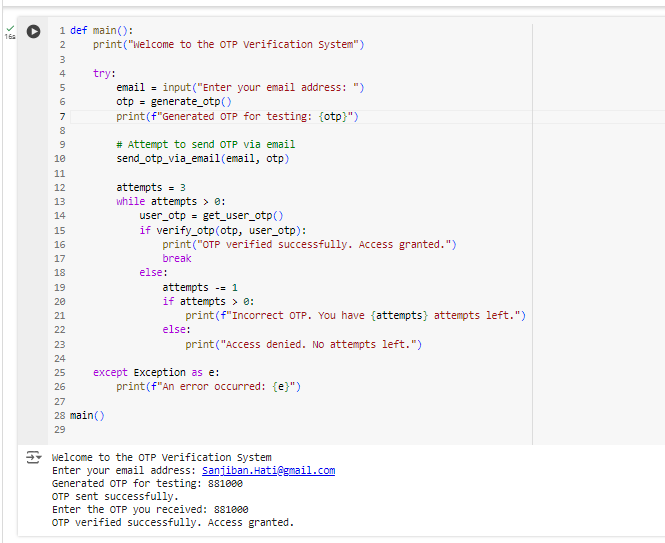 16s
1 def main():
2     print("Welcome to the OTP Verification System")
3
4     try:
5         email = input("Enter your email address: ")
6         otp = generate_otp()
7         print(f"Generated OTP for testing: {otp}")
8
9         # Attempt to send OTP via email
10         send_otp_via_email(email, otp)
11
12         attempts = 3
13         while attempts > 0:
14             user_otp = get_user_otp()
15             if verify_otp(otp, user_otp):
16                 print("OTP verified successfully. Access granted.")
17                 break
18             else:
19                 attempts -= 1
20                 if attempts > 0:
21                     print(f"Incorrect OTP. You have {attempts} attempts left.")
22                 else:
23                     print("Access denied. No attempts left.")
24
25     except Exception as e:
26         print(f"An error occurred: {e}")
27
28 main()
29
Welcome to the OTP Verification System
Enter your email address: Sanjiban.Hati@gmail.com
Generated OTP for testing: 881000
OTP sent successfully.
Enter the OTP you received: 881000
OTP verified successfully. Access granted.